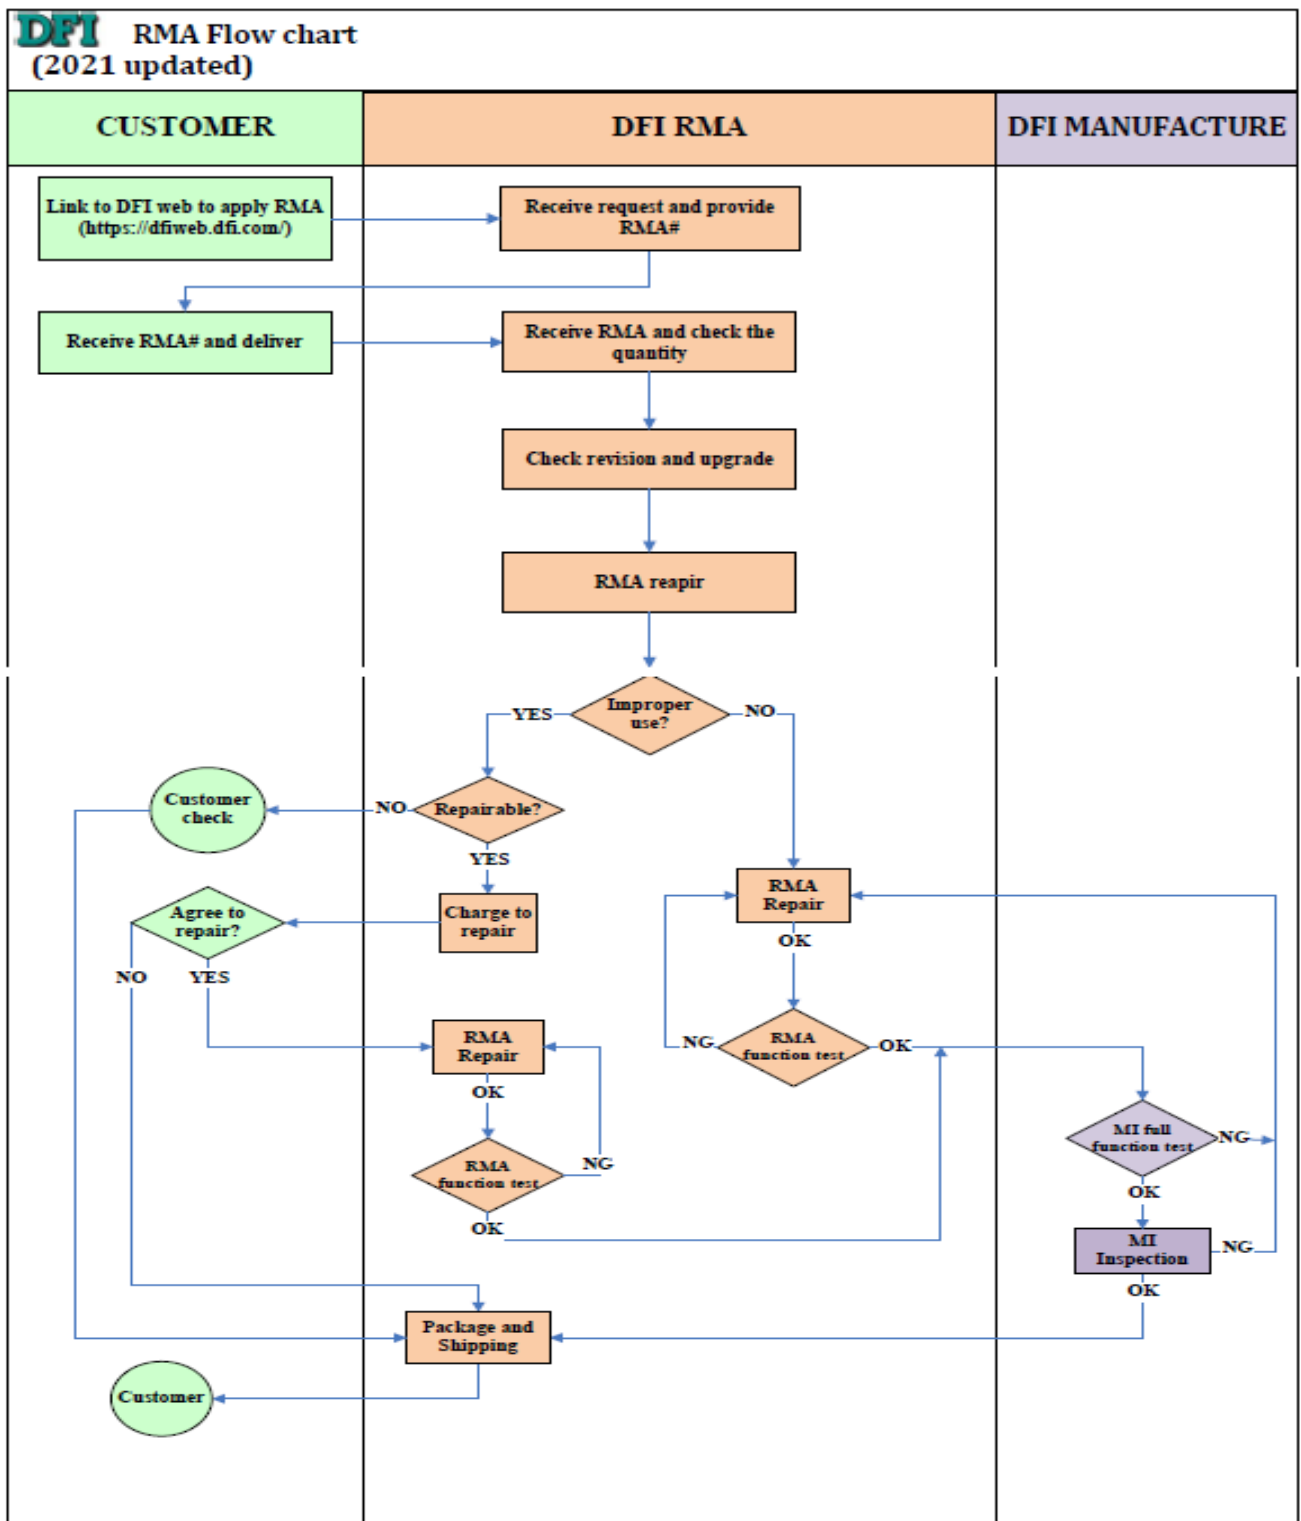 DFI RMA Flow chart
(2021 updated)
CUSTOMER
DFI RMA
DFI MANUFACTURE
Link to DFI web to apply RMA
(https://dfiweb.dfi.com/)
Receive request and provide
RMA#
Receive RMA# and deliver
Receive RMA and check the
quantity
Check revision and upgrade
RMA reapir
Improper
use?
YES
NO
Customer
check
NO
Repairable?
YES
RMA
Repair
Agree to
repair?
Charge to
repair
OK
NO
YES
RMA
Repair
NG
RMA
function test
OK
OK
MI full
function test
NG
RMA
function test
NG
OK
OK
MI
Inspection
NG
OK
Package and
Shipping
Customer